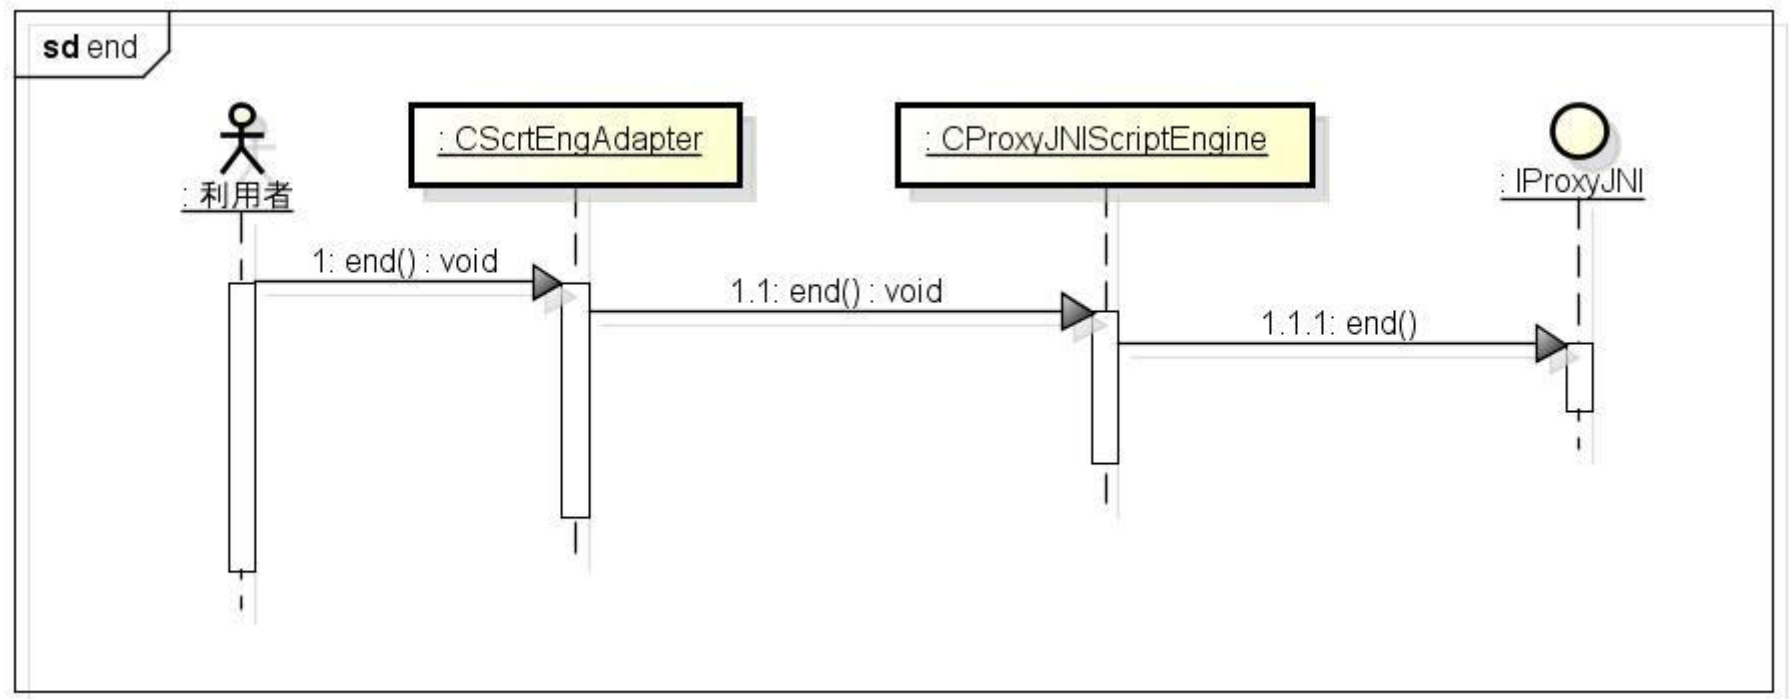 sd end
: CScrtEngAdapter
: CProxyJNIScriptEngine
: IProxyJNI
: 利用者
1: end() : void
1.1: end() : void
1.1.1: end()